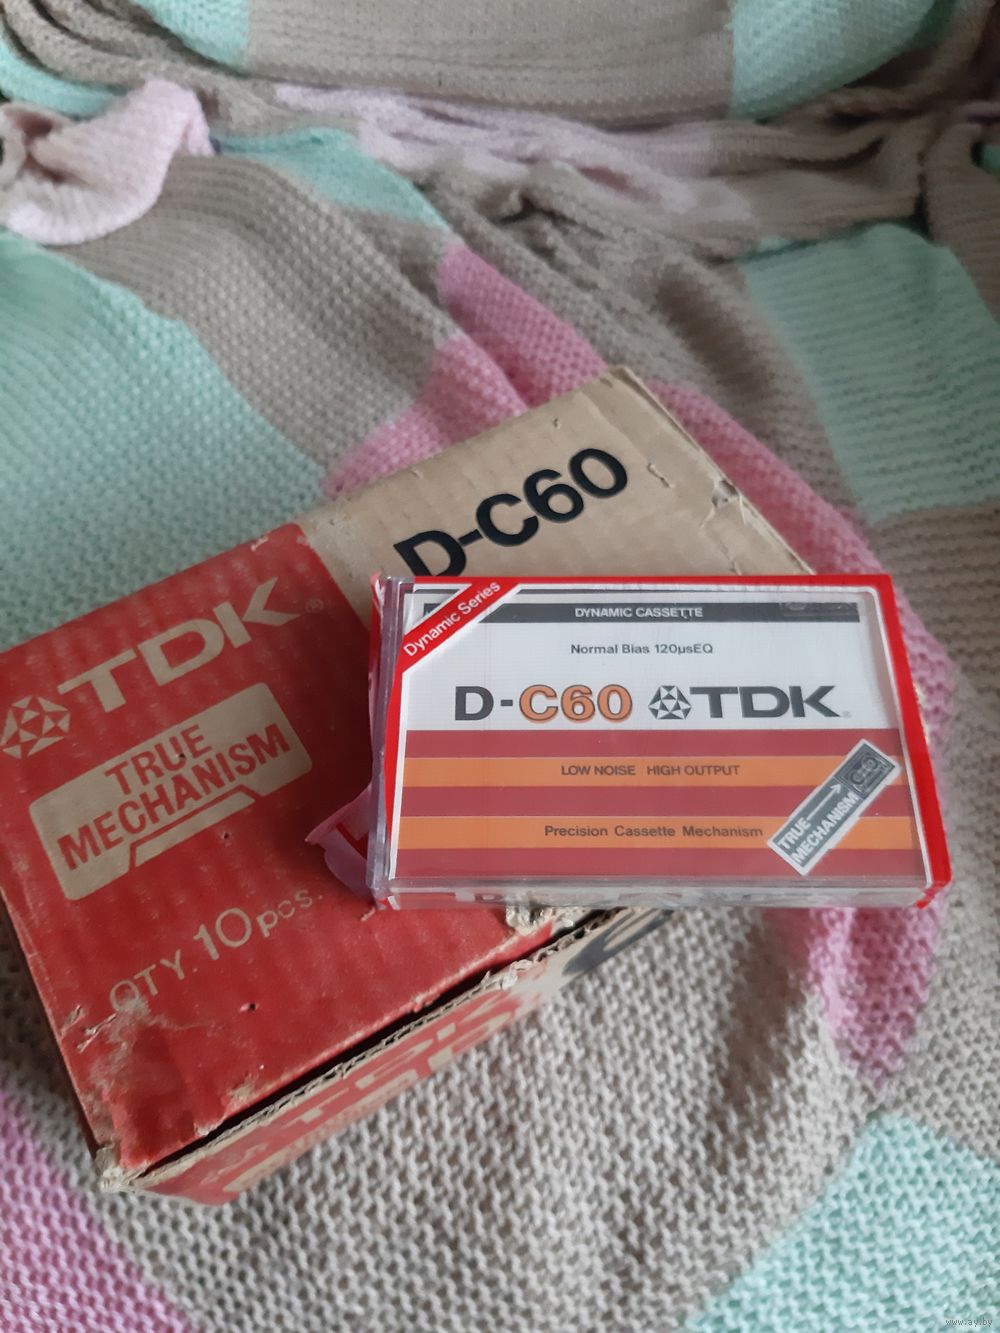 D-C60
TDK®
TRUE
MECHANISM
QTY. 10 pcs.
Dynamic Series
DYNAMIC CASSETTE
Normal Bias 120μsEQ
D-C60 TDK®
LOW NOISE HIGH OUTPUT
Precision Cassette Mechanism
TRUE
MECHANISM
www.ay.by